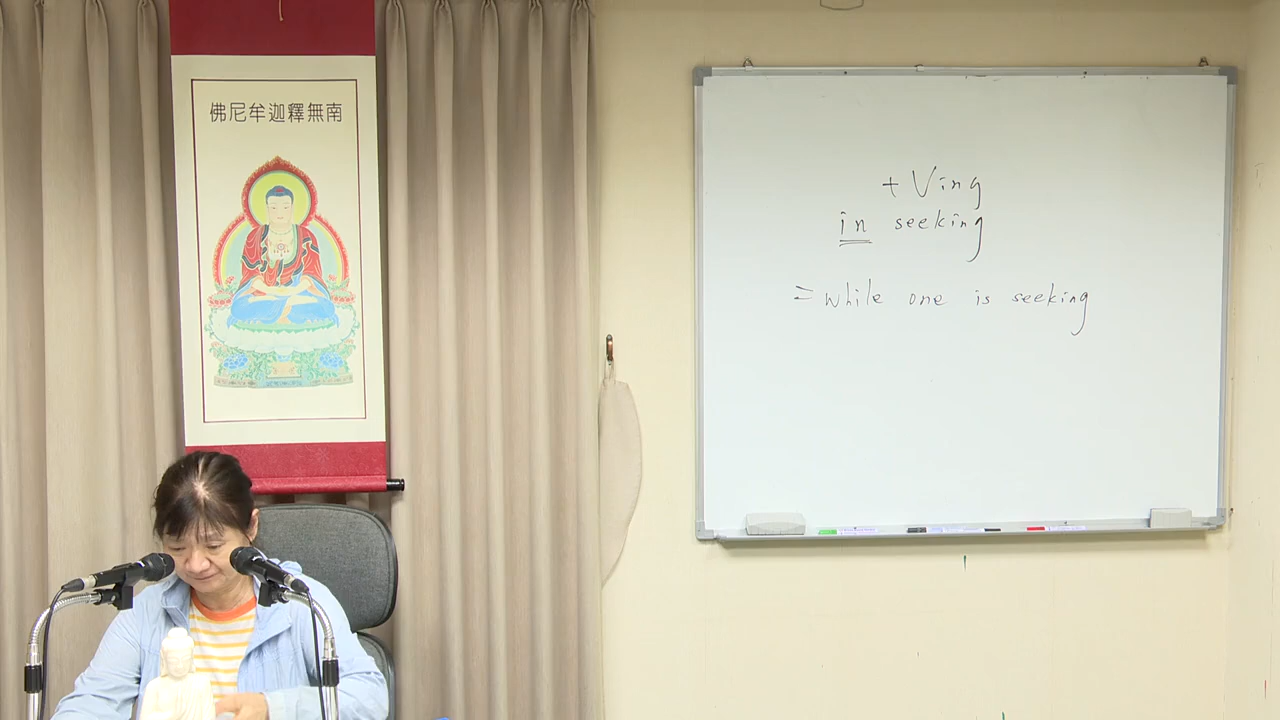 佛尼牟迦釋無南
+ Ving
in seeking
= while one is seeking